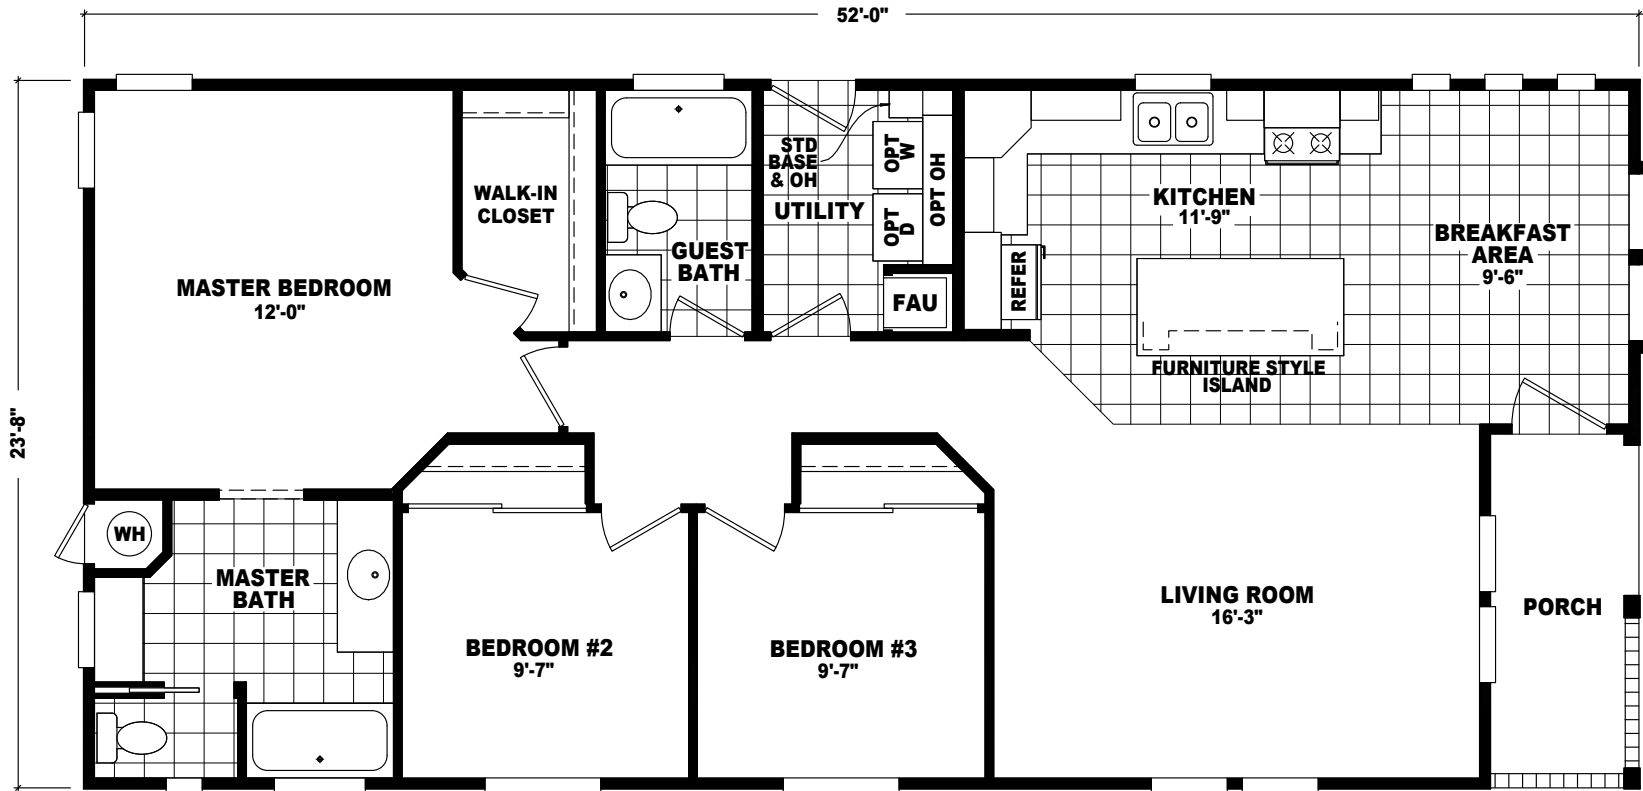 52'-0"
23'-8"
MASTER BEDROOM
12'-0"
WALK-IN
CLOSET
GUEST
BATH
STD
BASE
& OH
UTILITY
OPT
W
OPT
D
OPT OH
FAU
REFER
KITCHEN
11'-9"
BREAKFAST
AREA
9'-6"
FURNITURE STYLE
ISLAND
WH
MASTER
BATH
BEDROOM #2
9'-7"
BEDROOM #3
9'-7"
LIVING ROOM
16'-3"
PORCH